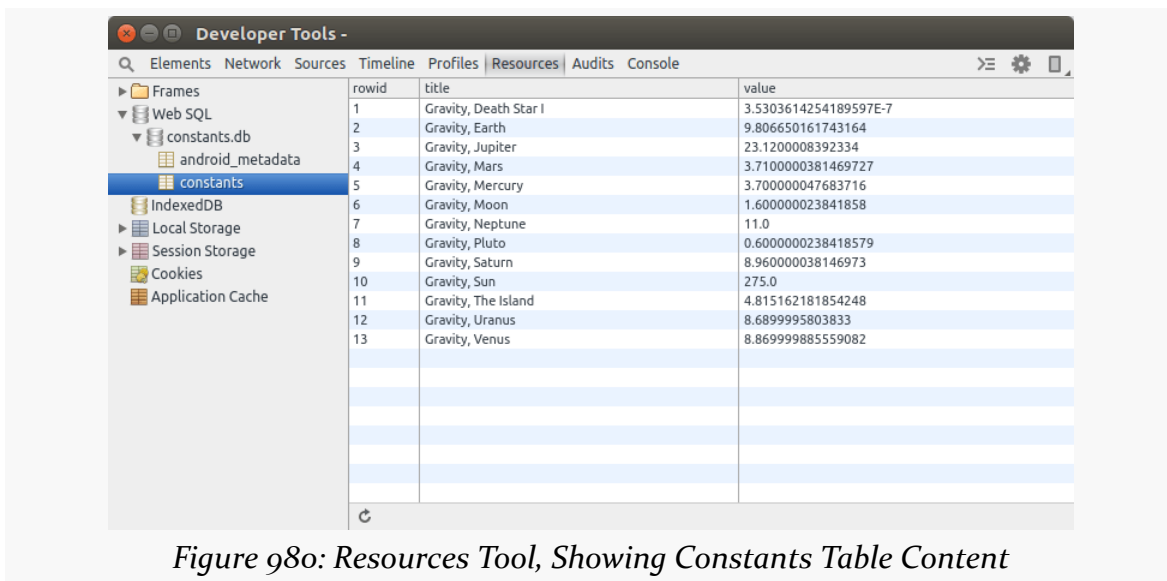 Developer Tools -
Elements Network Sources Timeline Profiles Resources Audits Console
Frames
Web SQL
constants.db
android_metadata
constants
IndexedDB
Local Storage
Session Storage
Cookies
Application Cache
rowid title value
1 Gravity, Death Star I 3.5303614254189597E-7
2 Gravity, Earth 9.806650161743164
3 Gravity, Jupiter 23.1200008392334
4 Gravity, Mars 3.7100000381469727
5 Gravity, Mercury 3.700000047683716
6 Gravity, Moon 1.600000023841858
7 Gravity, Neptune 11.0
8 Gravity, Pluto 0.6000000238418579
9 Gravity, Saturn 8.960000038146973
10 Gravity, Sun 275.0
11 Gravity, The Island 4.815162181854248
12 Gravity, Uranus 8.6899995803833
13 Gravity, Venus 8.869999885559082
Figure 980: Resources Tool, Showing Constants Table Content